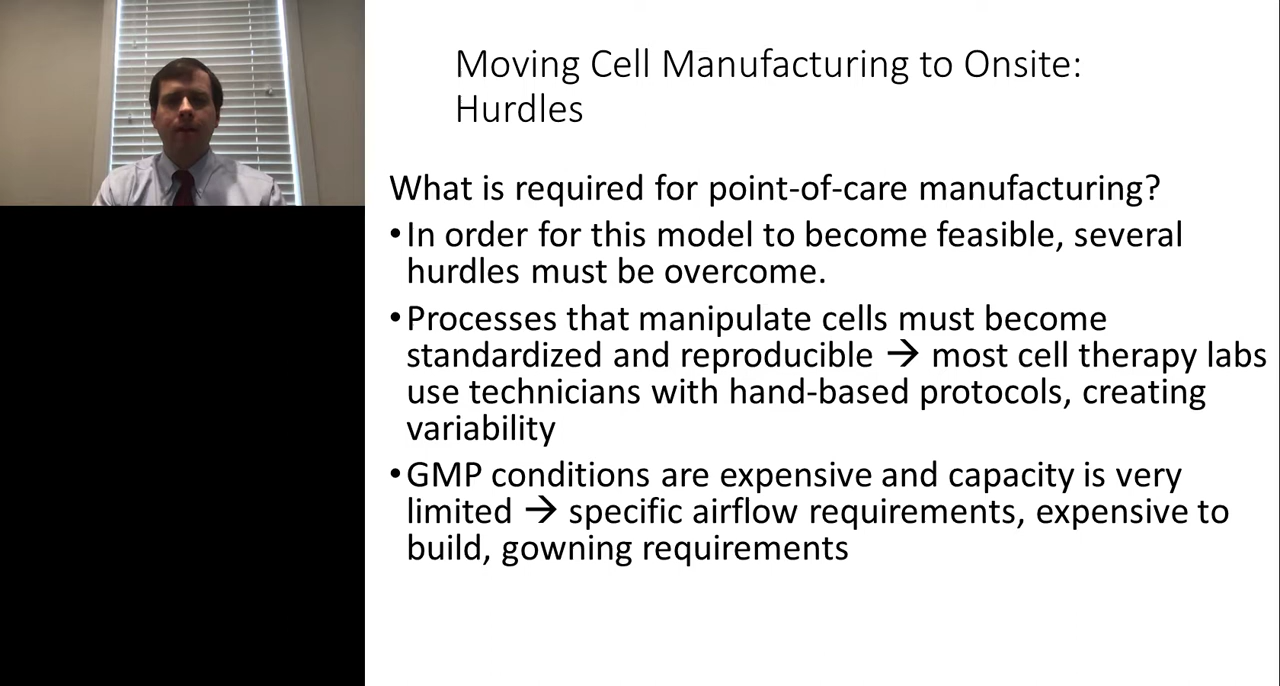 Moving Cell Manufacturing to Onsite:
Hurdles
What is required for point-of-care manufacturing?
•In order for this model to become feasible, several
hurdles must be overcome.
•Processes that manipulate cells must become
standardized and reproducible → most cell therapy labs
use technicians with hand-based protocols, creating
variability
•GMP conditions are expensive and capacity is very
limited → specific airflow requirements, expensive to
build, gowning requirements